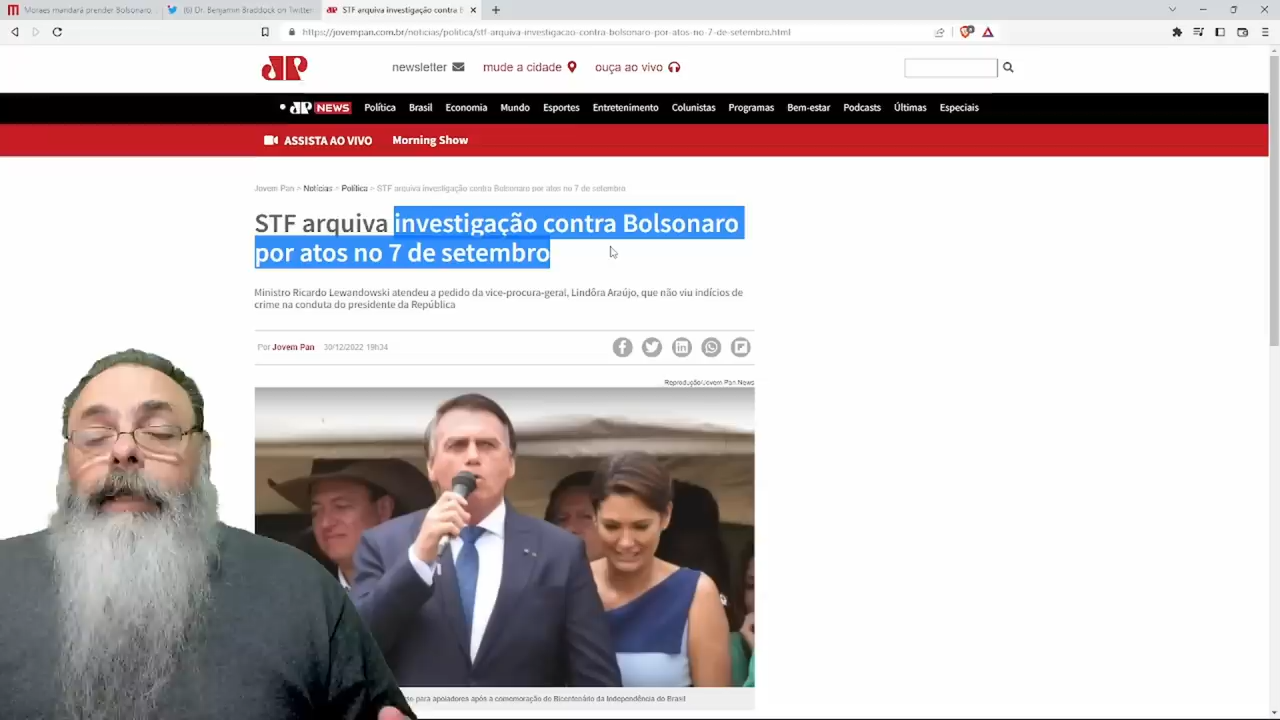 Moraes mandará prender Bolsonaro
(6) Dr. Benjamin Braddock on Twitter
STF arquiva investigação contra B
https://jovempan.com.br/noticias/politica/stf-arquiva-investigacao-contra-bolsonaro-por-atos-no-7-de-setembro.html
JP
newsletter
mude a cidade
ouça ao vivo
JP NEWS
Política
Brasil
Economia
Mundo
Esportes
Entretenimento
Colunistas
Programas
Bem-estar
Podcasts
Últimas
Especiais
ASSISTA AO VIVO
Morning Show
Jovem Pan > Notícias > Política > STF arquiva investigação contra Bolsonaro por atos no 7 de setembro
STF arquiva investigação contra Bolsonaro
por atos no 7 de setembro
Ministro Ricardo Lewandowski atendeu a pedido da vice-procura-geral, Lindôra Araújo, que não viu indícios de
crime na conduta do presidente da República
Por Jovem Pan 30/12/2022 19h34
Reprodução/Jovem Pan News
para apoiadores após a comemoração do Bicentenário da Independência do Brasil